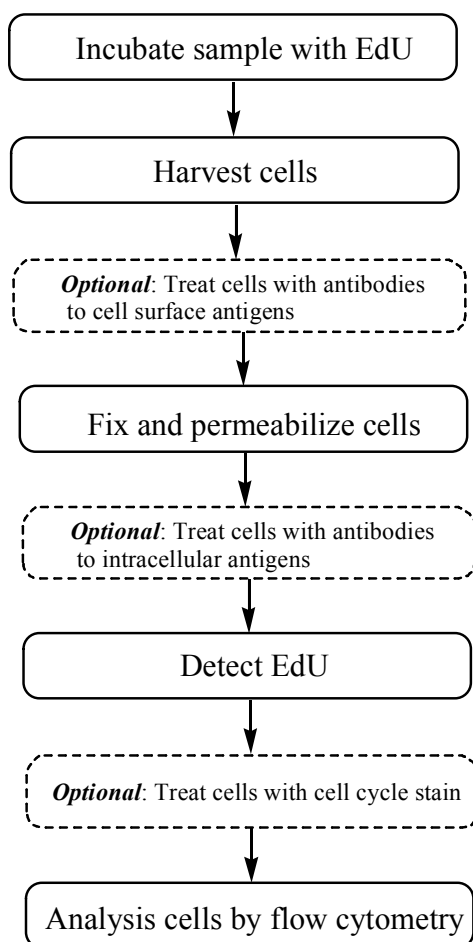 Incubate sample with EdU
Harvest cells
Optional: Treat cells with antibodies
to cell surface antigens
Fix and permeabilize cells
Optional: Treat cells with antibodies
to intracellular antigens
Detect EdU
Optional: Treat cells with cell cycle stain
Analysis cells by flow cytometry